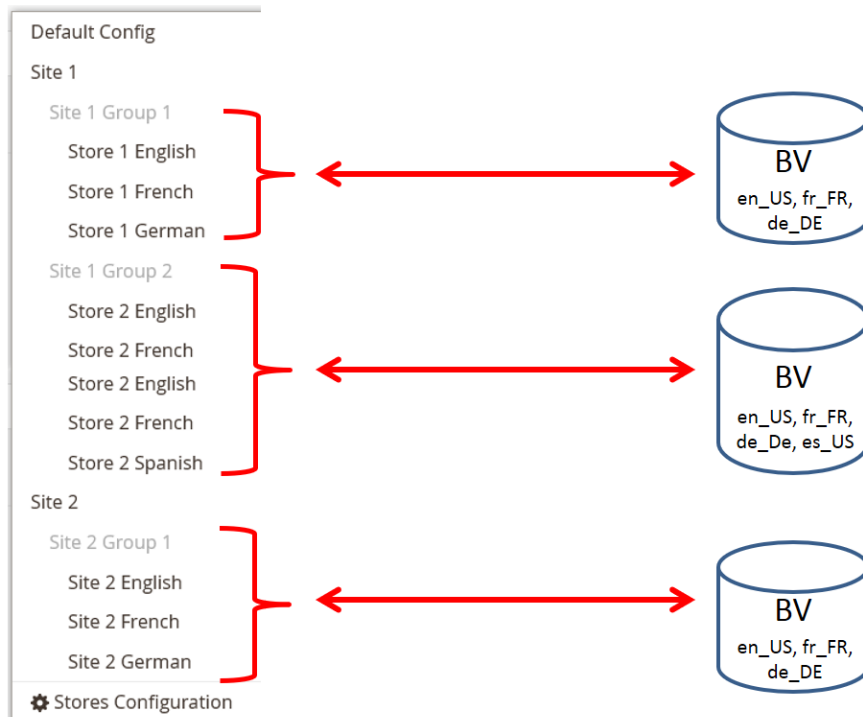 Default Config
Site 1
Site 1 Group 1
Store 1 English
Store 1 French
Store 1 German
Site 1 Group 2
Store 2 English
Store 2 French
Store 2 English
Store 2 French
Store 2 Spanish
Site 2
Site 2 Group 1
Site 2 English
Site 2 French
Site 2 German
Stores Configuration
BV
en_US, fr_FR,
de_DE
BV
en_US, fr_FR,
de_De, es_US
BV
en_US, fr_FR,
de_DE